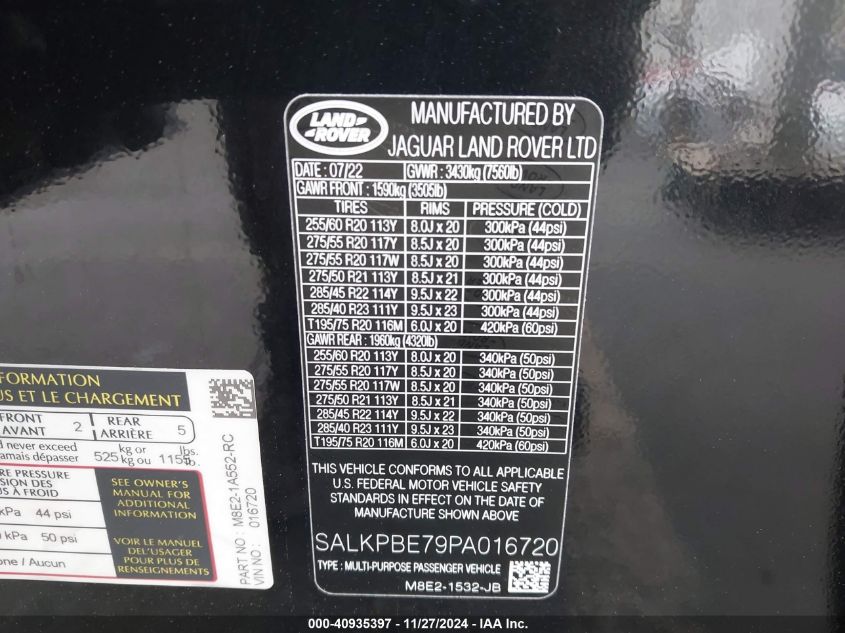 LAND
ROVER
MANUFACTURED BY
JAGUAR LAND ROVER LTD
DATE : 07/22 GVWR : 3430kg (7560lb)
GAWR FRONT : 1590kg (3505lb)
TIRES RIMS PRESSURE (COLD)
255/60 R20 113Y 8.0J x 20 300kPa (44psi)
275/55 R20 117Y 8.5J x 20 300kPa (44psi)
275/55 R20 117W 8.5J x 20 300kPa (44psi)
275/50 R21 113Y 8.5J x 21 300kPa (44psi)
285/45 R22 114Y 9.5J x 22 300kPa (44psi)
285/40 R23 111Y 9.5J x 23 300kPa (44psi)
T195/75 R20 116M 6.0J x 20 420kPa (60psi)
GAWR REAR : 1960kg (4320lb)
255/60 R20 113Y 8.0J x 20 340kPa (50psi)
275/55 R20 117Y 8.5J x 20 340kPa (50psi)
275/55 R20 117W 8.5J x 20 340kPa (50psi)
275/50 R21 113Y 8.5J x 21 340kPa (50psi)
285/45 R22 114Y 9.5J x 22 340kPa (50psi)
285/40 R23 111Y 9.5J x 23 340kPa (50psi)
T195/75 R20 116M 6.0J x 20 420kPa (60psi)
THIS VEHICLE CONFORMS TO ALL APPLICABLE
U.S. FEDERAL MOTOR VEHICLE SAFETY
STANDARDS IN EFFECT ON THE DATE OF
MANUFACTURE SHOWN ABOVE
SALKPBE79PA016720
TYPE : MULTI-PURPOSE PASSENGER VEHICLE
M8E2-1532-JB
FORMATION
US ET LE CHARGEMENT
FRONT 2 REAR 5
AVANT ARRIÈRE
d never exceed 525 kg or 1155 lbs.
amais dépasser kg ou lb.
RE PRESSURE
SION DES
S À FROID
kPa 44 psi
kPa 50 psi
one / Aucun
SEE OWNER'S
MANUAL FOR
ADDITIONAL
INFORMATION
VOIR LE MANUEL
DE L'USAGER
POUR PLUS DE
RENSEIGNEMENTS
PART NO: M8E2-1A552-RC
VIN NO: 016720
000-40935397 - 11/27/2024 - IAA Inc.